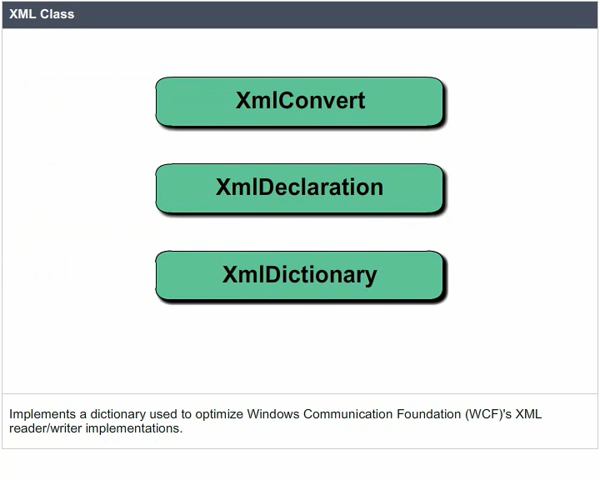 XML Class
XmlConvert
XmlDeclaration
XmlDictionary
Implements a dictionary used to optimize Windows Communication Foundation (WCF)'s XML
reader/writer implementations.